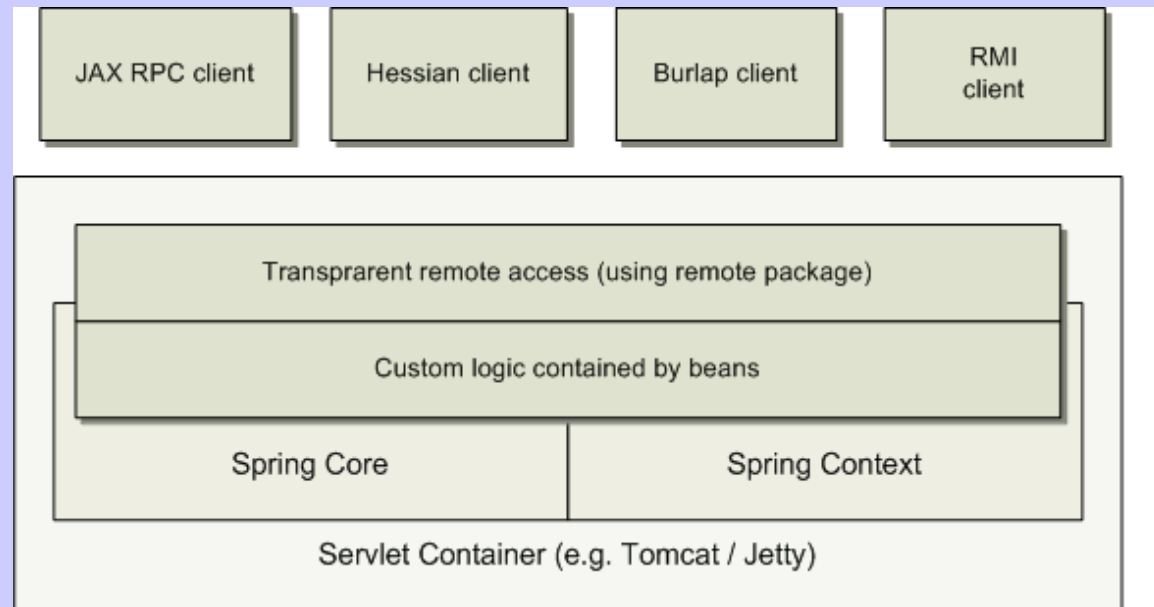 JAX RPC client
Hessian client
Burlap client
RMI
client
Transprarent remote access (using remote package)
Custom logic contained by beans
Spring Core
Spring Context
Servlet Container (e.g. Tomcat / Jetty)